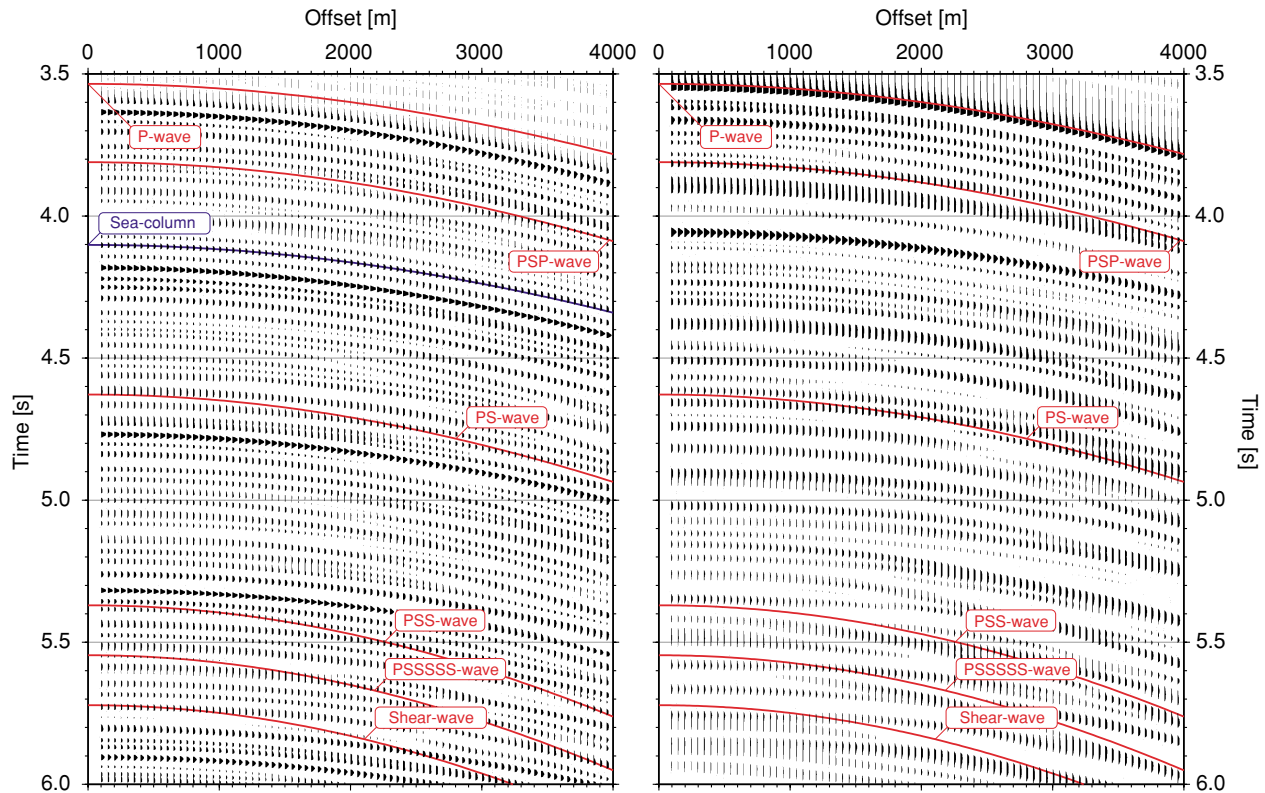 Offset [m] Offset [m]
0 1000 2000 3000 4000 0 1000 2000 3000 4000
3.5 3.5
P-wave P-wave
4.0 Sea-column 4.0
PSP-wave PSP-wave
4.5 4.5
Time [s] PS-wave PS-wave Time [s]
5.0 5.0
PSS-wave PSS-wave
5.5 5.5
PSSSSS-wave PSSSSS-wave
Shear-wave Shear-wave
6.0 6.0